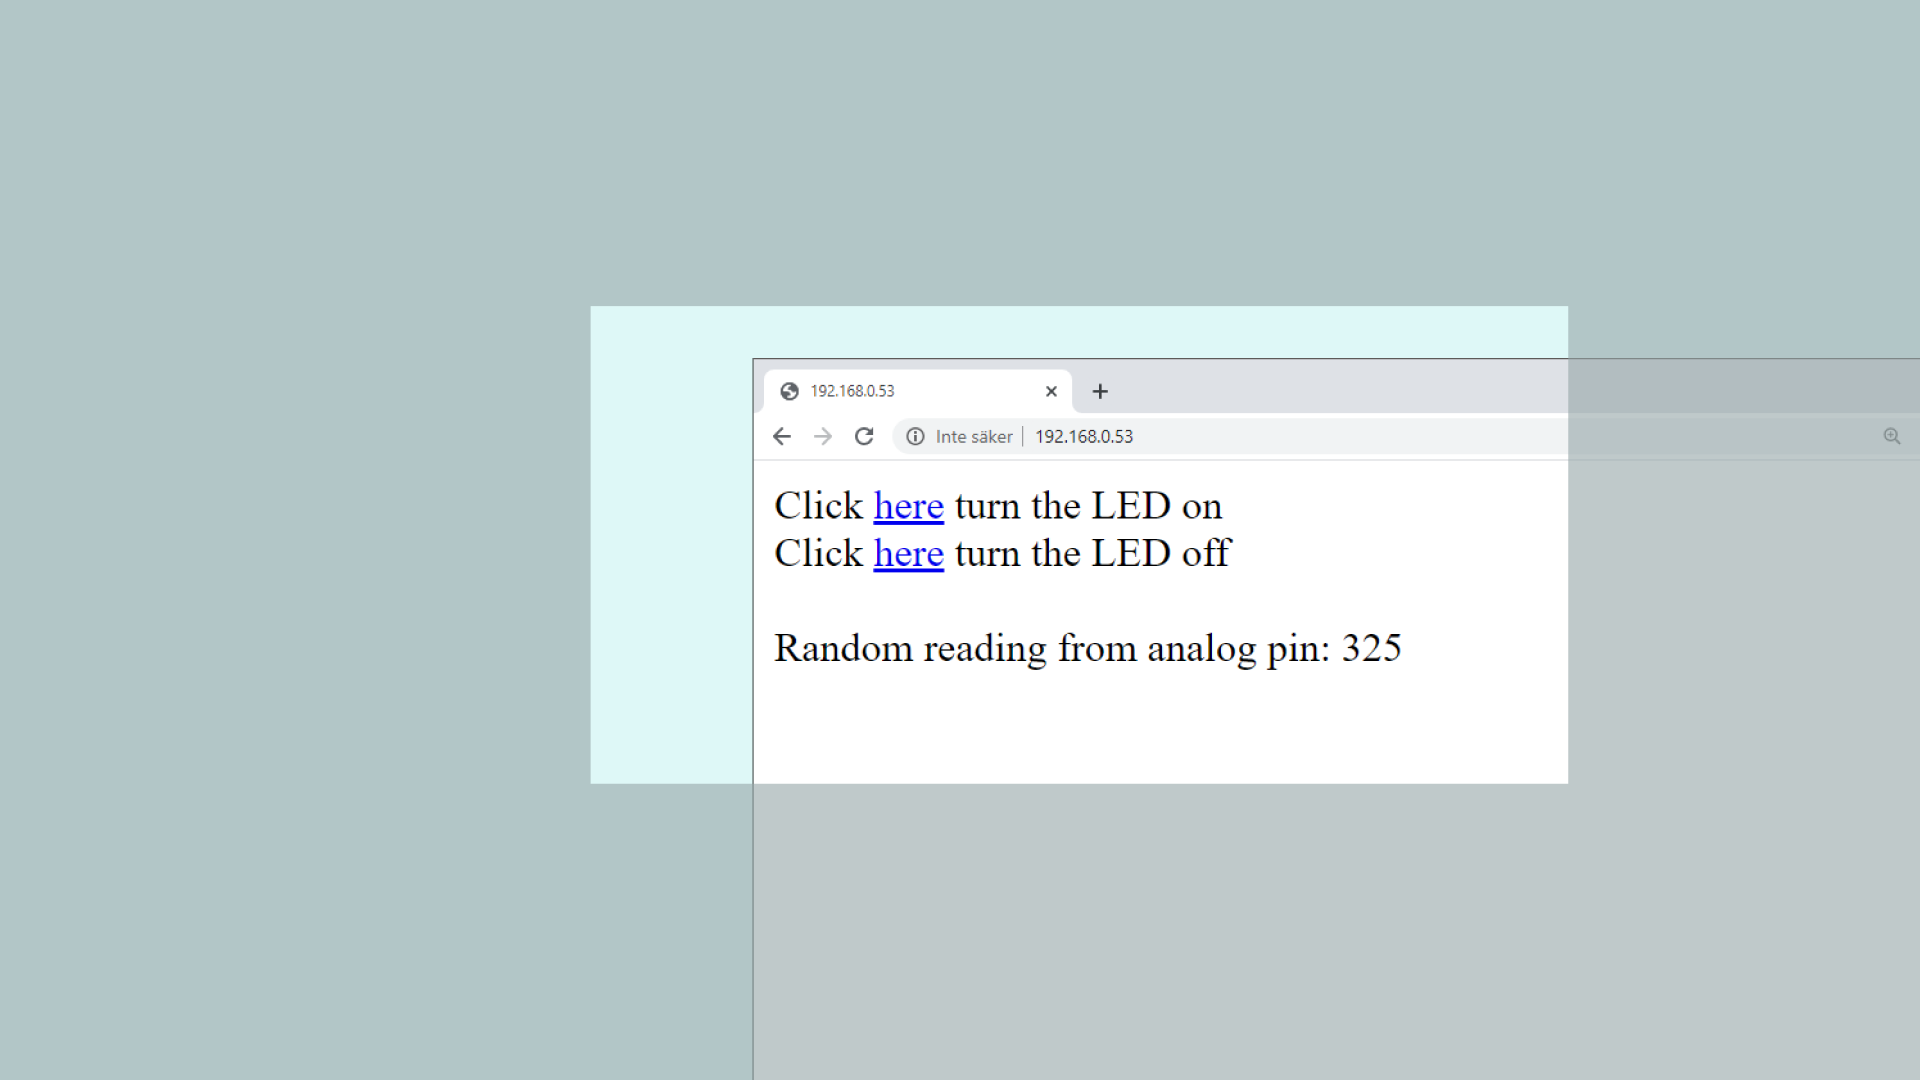 192.168.0.53
Inte säker 192.168.0.53
Click here turn the LED on
Click here turn the LED off
Random reading from analog pin: 325